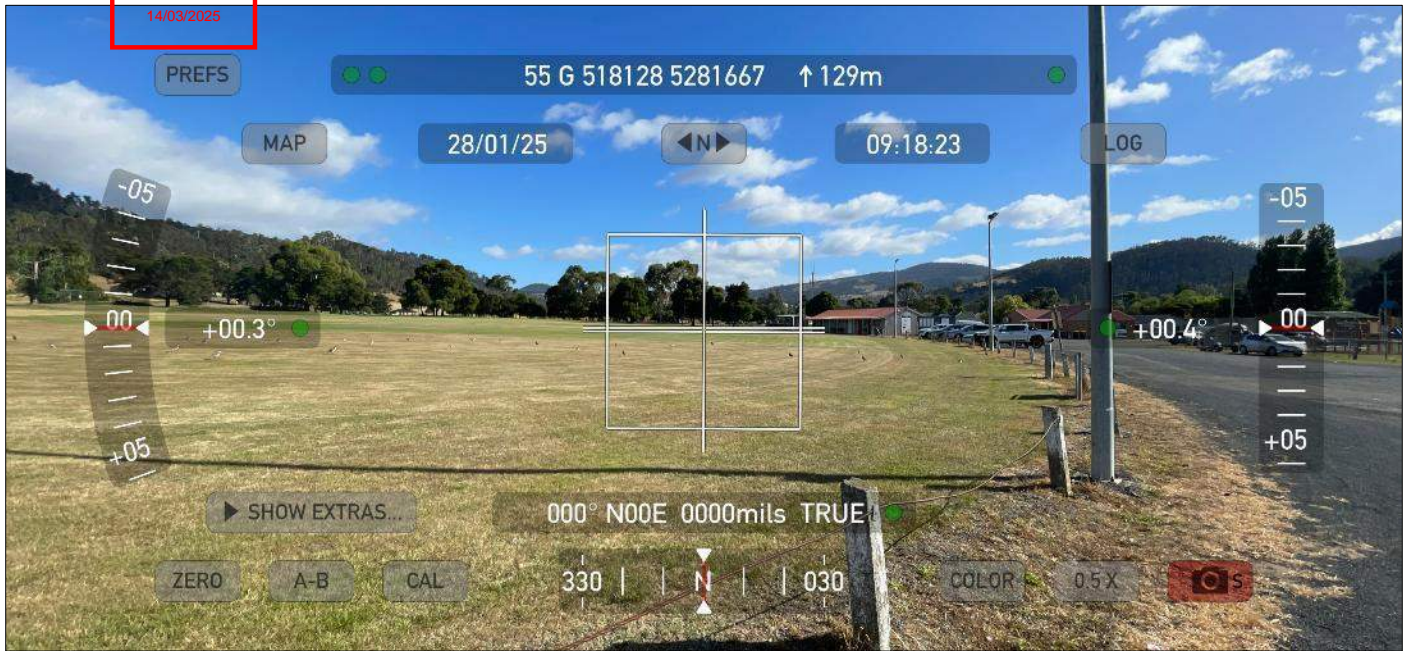 14/03/2025
PREFS
55 G 518128 5281667 ↑ 129m
MAP
28/01/25
◀N▶
09:18:23
LOG
-05
-05
00
+00.3°
+00.4°
00
+05
+05
▶ SHOW EXTRAS...
000° N00E 0000mils TRUE
ZERO
A-B
CAL
330 | | N | | 030
COLOR
0.5 X
S